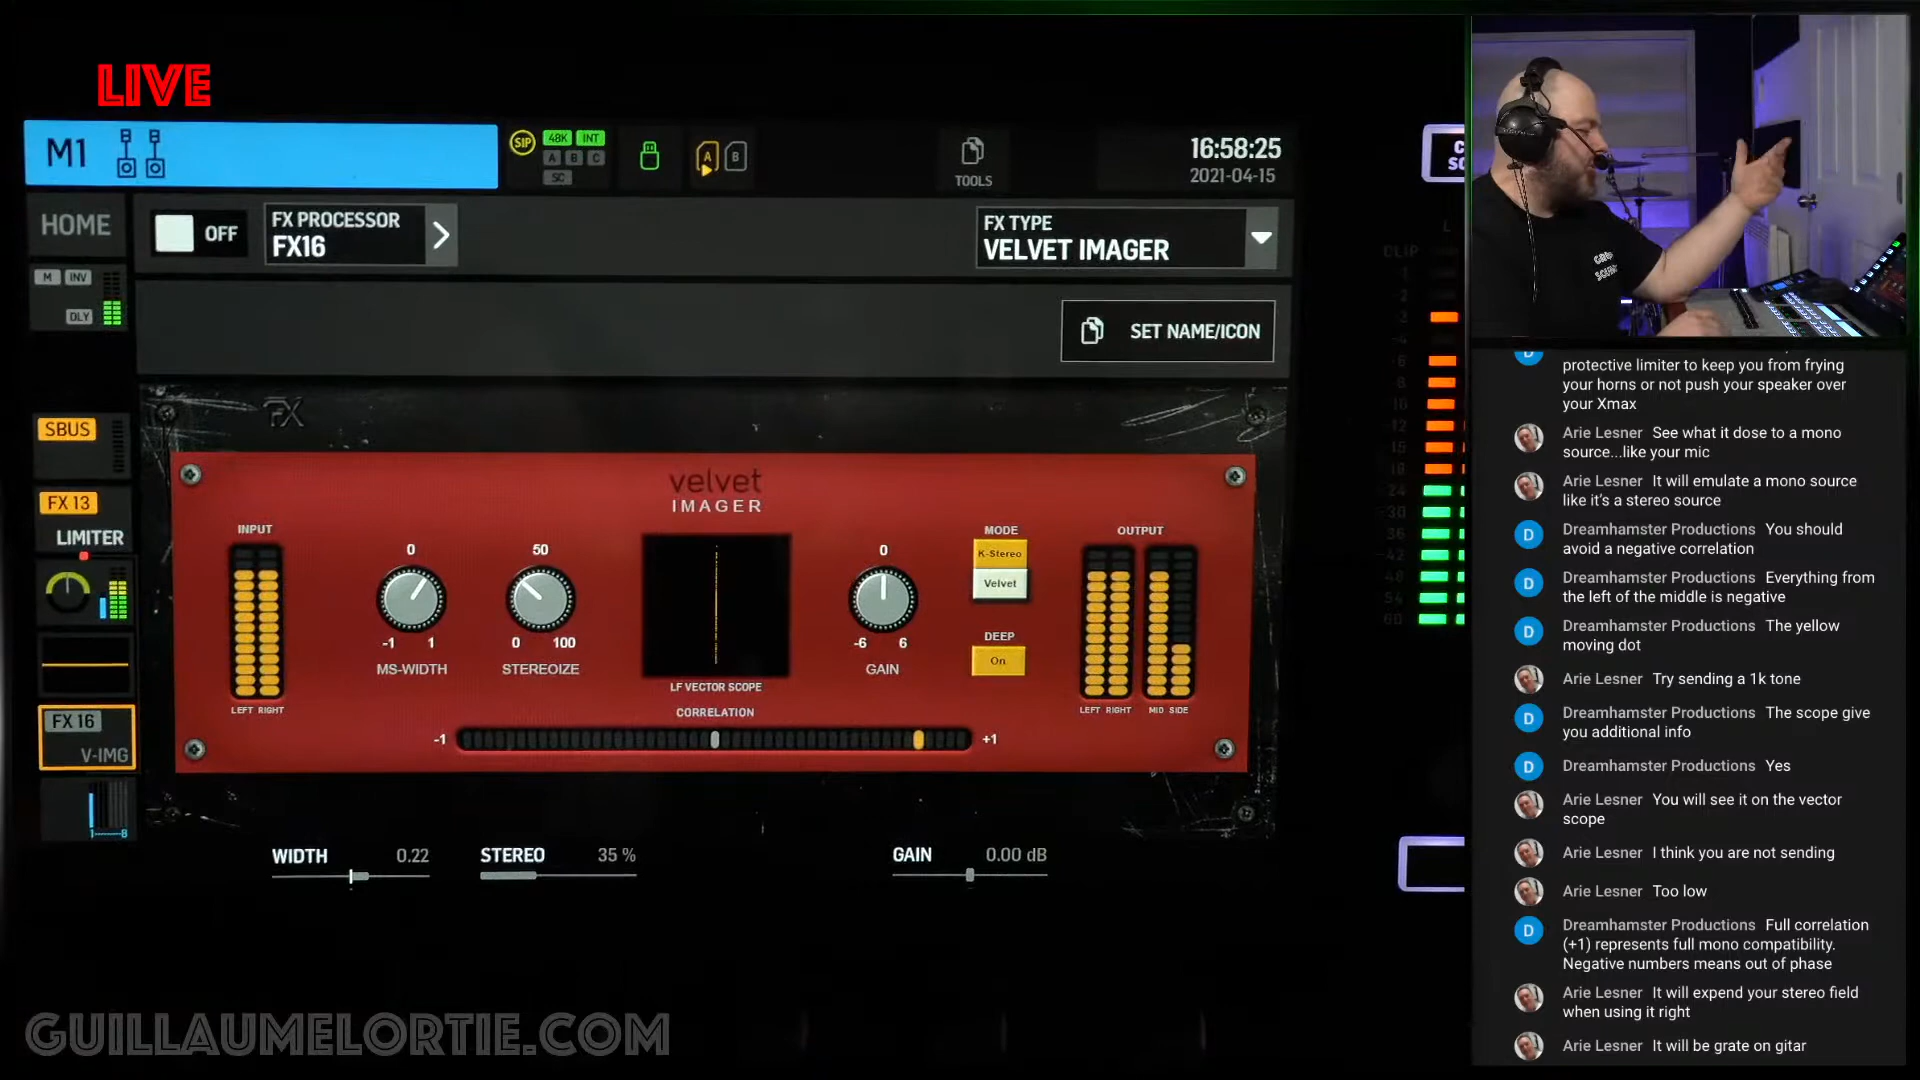 LIVE
M1
SIP
48K INT
A B C
SC
A B
TOOLS
16:58:25
2021-04-15
HOME
OFF
FX PROCESSOR
FX16
FX TYPE
VELVET IMAGER
M INV
DLY
SET NAME/ICON
FX
SBUS
FX 13
LIMITER
FX 16
V-IMG
1 8
velvet
IMAGER
INPUT
LEFT RIGHT
0
-1 1
MS-WIDTH
50
0 100
STEREOIZE
LF VECTOR SCOPE
CORRELATION
-1 +1
0
-6 6
GAIN
MODE
K-Stereo
Velvet
DEEP
On
OUTPUT
LEFT RIGHT MID SIDE
WIDTH 0.22
STEREO 35 %
GAIN 0.00 dB
L
CLIP
protective limiter to keep you from frying
your horns or not push your speaker over
your Xmax
Arie Lesner See what it dose to a mono
source...like your mic
Arie Lesner It will emulate a mono source
like it's a stereo source
D Dreamhamster Productions You should
avoid a negative correlation
D Dreamhamster Productions Everything from
the left of the middle is negative
D Dreamhamster Productions The yellow
moving dot
Arie Lesner Try sending a 1k tone
D Dreamhamster Productions The scope give
you additional info
D Dreamhamster Productions Yes
Arie Lesner You will see it on the vector
scope
Arie Lesner I think you are not sending
Arie Lesner Too low
D Dreamhamster Productions Full correlation
(+1) represents full mono compatibility.
Negative numbers means out of phase
Arie Lesner It will expend your stereo field
when using it right
Arie Lesner It will be grate on gitar
GUILLAUMELORTIE.COM